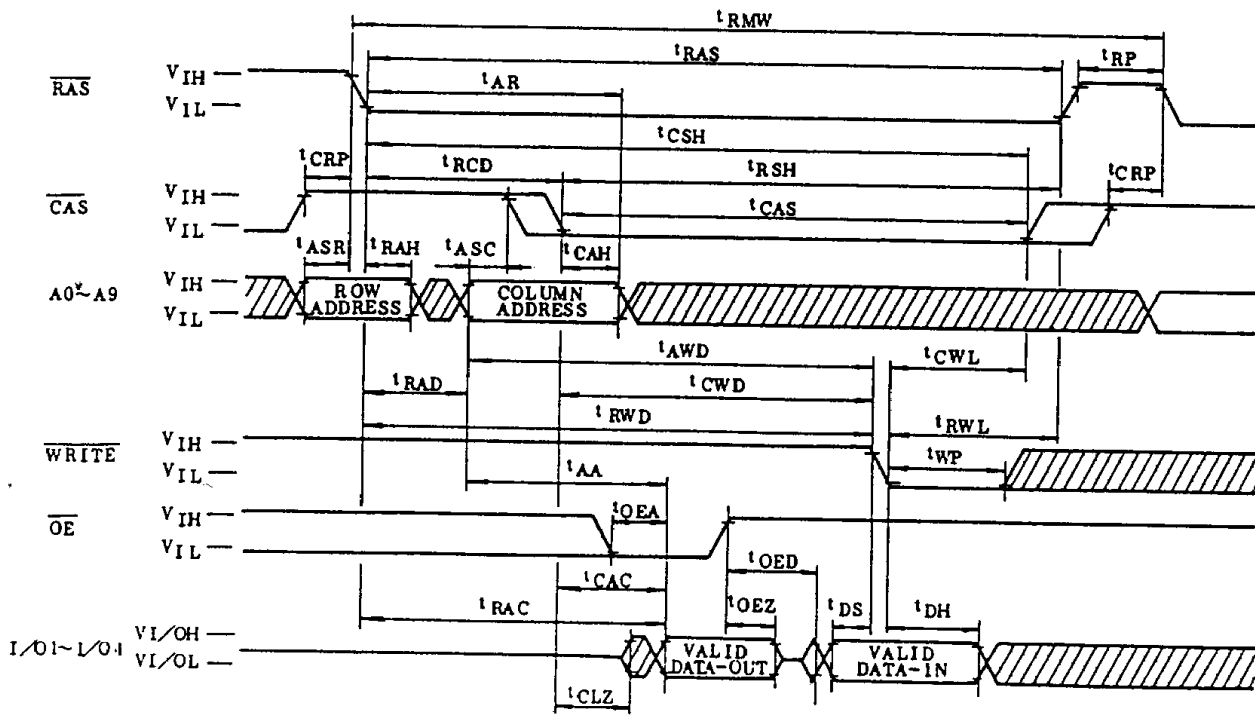 tRMW
tRAS
tRP
RAS
VIH
VIL
tAR
tCSH
tCRP
tRCD
tRSH
tCRP
CAS
VIH
VIL
tCAS
tASR
tRAH
tASC
tCAH
A0~A9
VIH
VIL
ROW
ADDRESS
COLUMN
ADDRESS
tAWD
tCWL
tRAD
tCWD
tRWD
tRWL
WRITE
VIH
VIL
tWP
tAA
OE
VIH
VIL
tOEA
tOED
tCAC
tRAC
tOEZ
tDS
tDH
I/O1~I/O4
VI/OH
VI/OL
VALID
DATA-OUT
VALID
DATA-IN
tCLZ